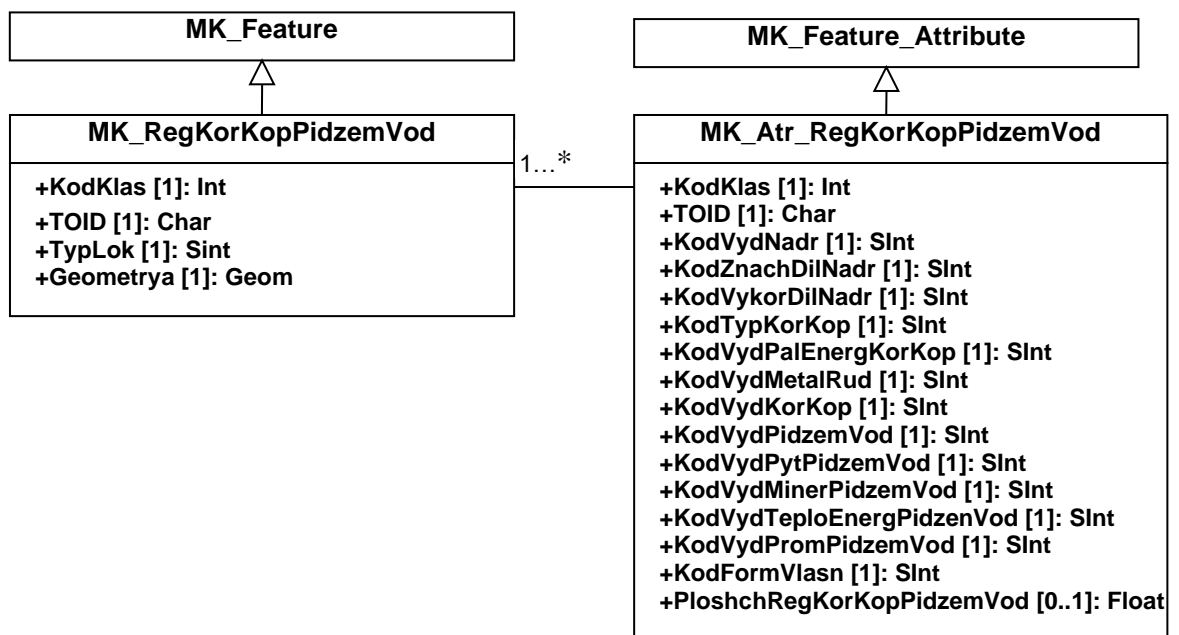 MK_Feature
MK_RegKorKopPidzemVod
+KodKlas [1]: Int
+TOID [1]: Char
+TypLok [1]: Sint
+Geometrya [1]: Geom
1…*
MK_Feature_Attribute
MK_Atr_RegKorKopPidzemVod
+KodKlas [1]: Int
+TOID [1]: Char
+KodVydNadr [1]: SInt
+KodZnachDilNadr [1]: SInt
+KodVykorDilNadr [1]: SInt
+KodTypKorKop [1]: SInt
+KodVydPalEnergKorKop [1]: SInt
+KodVydMetalRud [1]: SInt
+KodVydKorKop [1]: SInt
+KodVydPidzemVod [1]: SInt
+KodVydPytPidzemVod [1]: SInt
+KodVydMinerPidzemVod [1]: SInt
+KodVydTeploEnergPidzenVod [1]: SInt
+KodVydPromPidzemVod [1]: SInt
+KodFormVlasn [1]: SInt
+PloshchRegKorKopPidzemVod [0..1]: Float